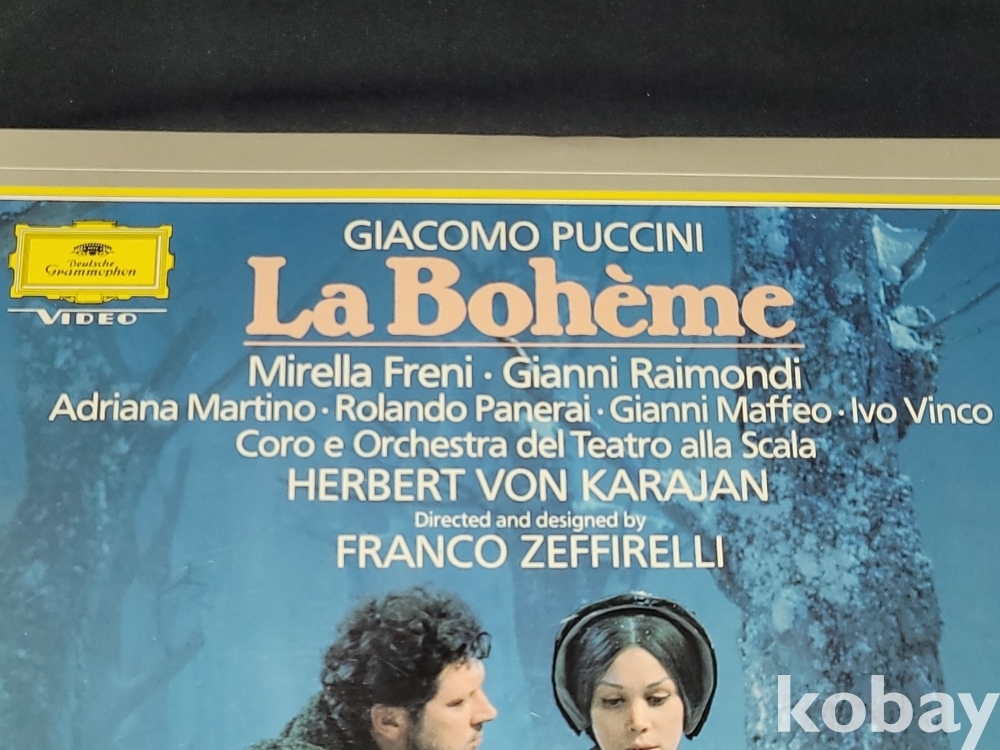 Deutsche
Grammophon
VIDEO
GIACOMO PUCCINI
La Bohème
Mirella Freni · Gianni Raimondi
Adriana Martino · Rolando Panerai · Gianni Maffeo · Ivo Vinco
Coro e Orchestra del Teatro alla Scala
HERBERT VON KARAJAN
Directed and designed by
FRANCO ZEFFIRELLI
kobay